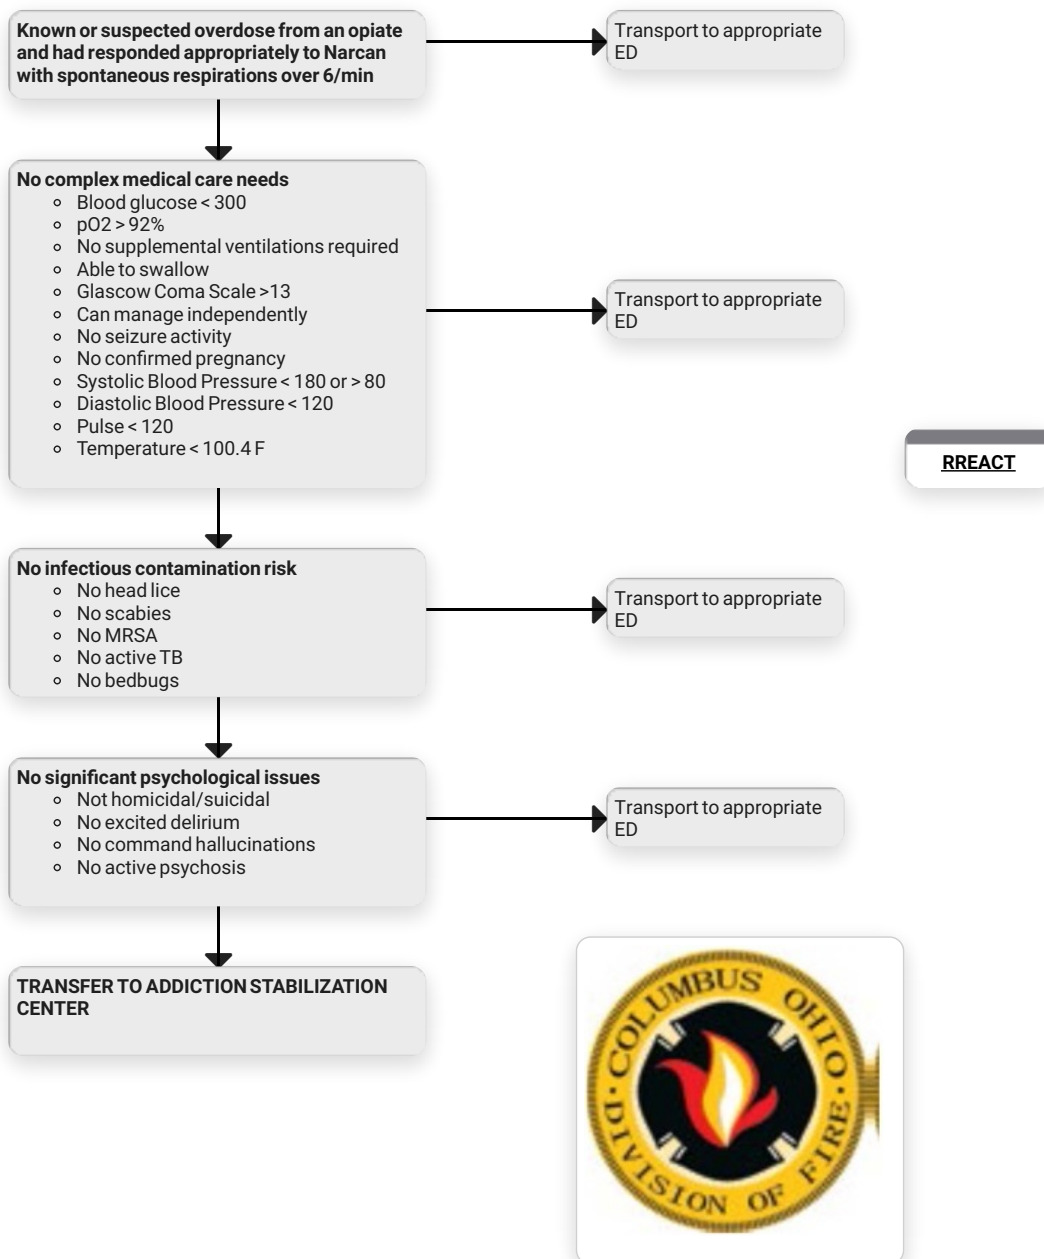 Known or suspected overdose from an opiate
and had responded appropriately to Narcan
with spontaneous respirations over 6/min
Transport to appropriate
ED
No complex medical care needs
Blood glucose < 300
pO2 > 92%
No supplemental ventilations required
Able to swallow
Glascow Coma Scale >13
Can manage independently
No seizure activity
No confirmed pregnancy
Systolic Blood Pressure < 180 or > 80
Diastolic Blood Pressure < 120
Pulse < 120
Temperature < 100.4 F
Transport to appropriate
ED
RREACT
No infectious contamination risk
No head lice
No scabies
No MRSA
No active TB
No bedbugs
Transport to appropriate
ED
No significant psychological issues
Not homicidal/suicidal
No excited delirium
No command hallucinations
No active psychosis
Transport to appropriate
ED
TRANSFER TO ADDICTION STABILIZATION
CENTER
COLUMBUS OHIO
DIVISION OF FIRE